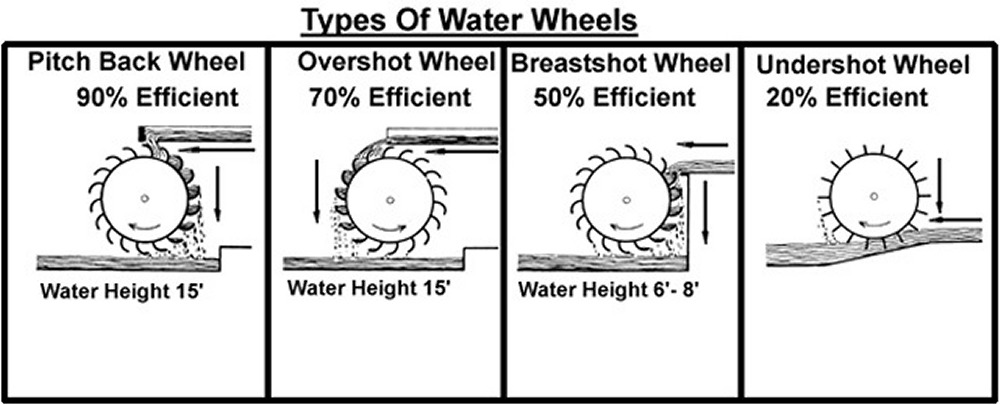 Types Of Water Wheels
Pitch Back Wheel
90% Efficient
Water Height 15'
Overshot Wheel
70% Efficient
Water Height 15'
Breastshot Wheel
50% Efficient
Water Height 6'- 8'
Undershot Wheel
20% Efficient